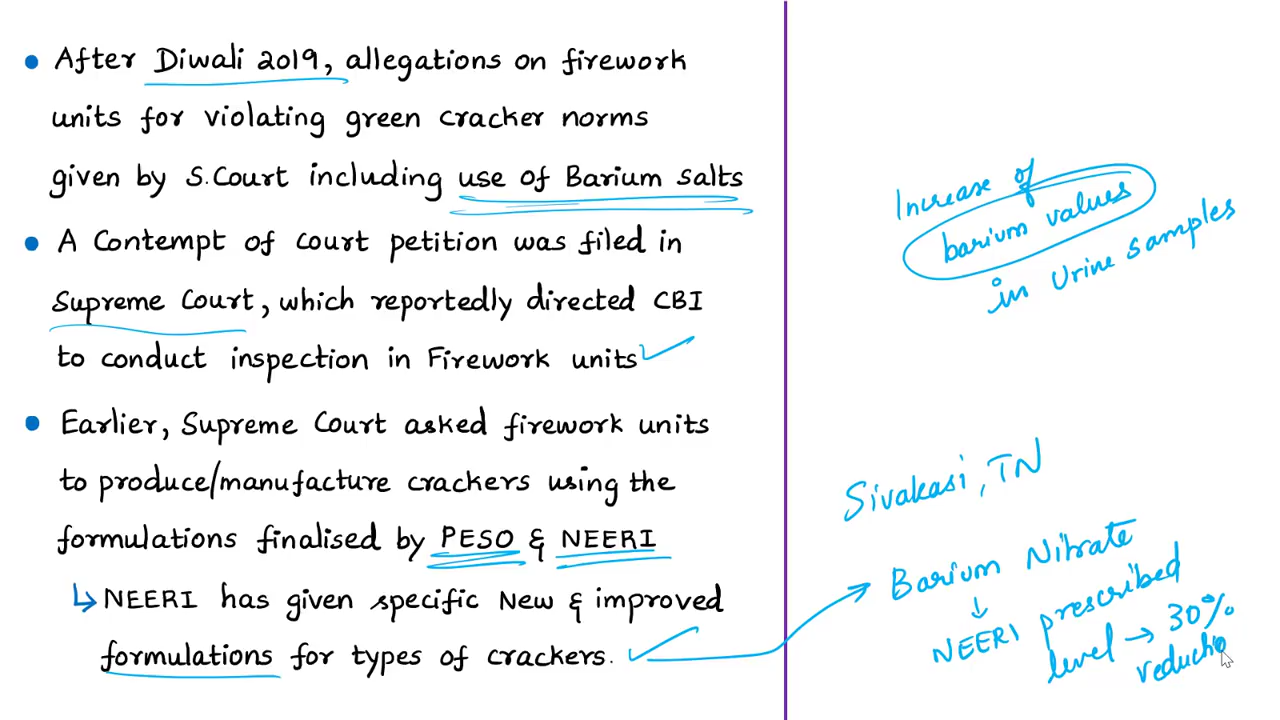 After Diwali 2019, allegations on firework
units for violating green cracker norms
given by S.Court including use of Barium salts
A Contempt of court petition was filed in
Supreme Court, which reportedly directed CBI
to conduct inspection in Firework units
Earlier, Supreme Court asked firework units
to produce/manufacture crackers using the
formulations finalised by PESO & NEERI
↳ NEERI has given specific New & improved
formulations for types of crackers.
Increase of
barium values
in Urine samples
Sivakasi, TN
Barium Nitrate
↓
NEERI prescribed
level → 30%
reductio